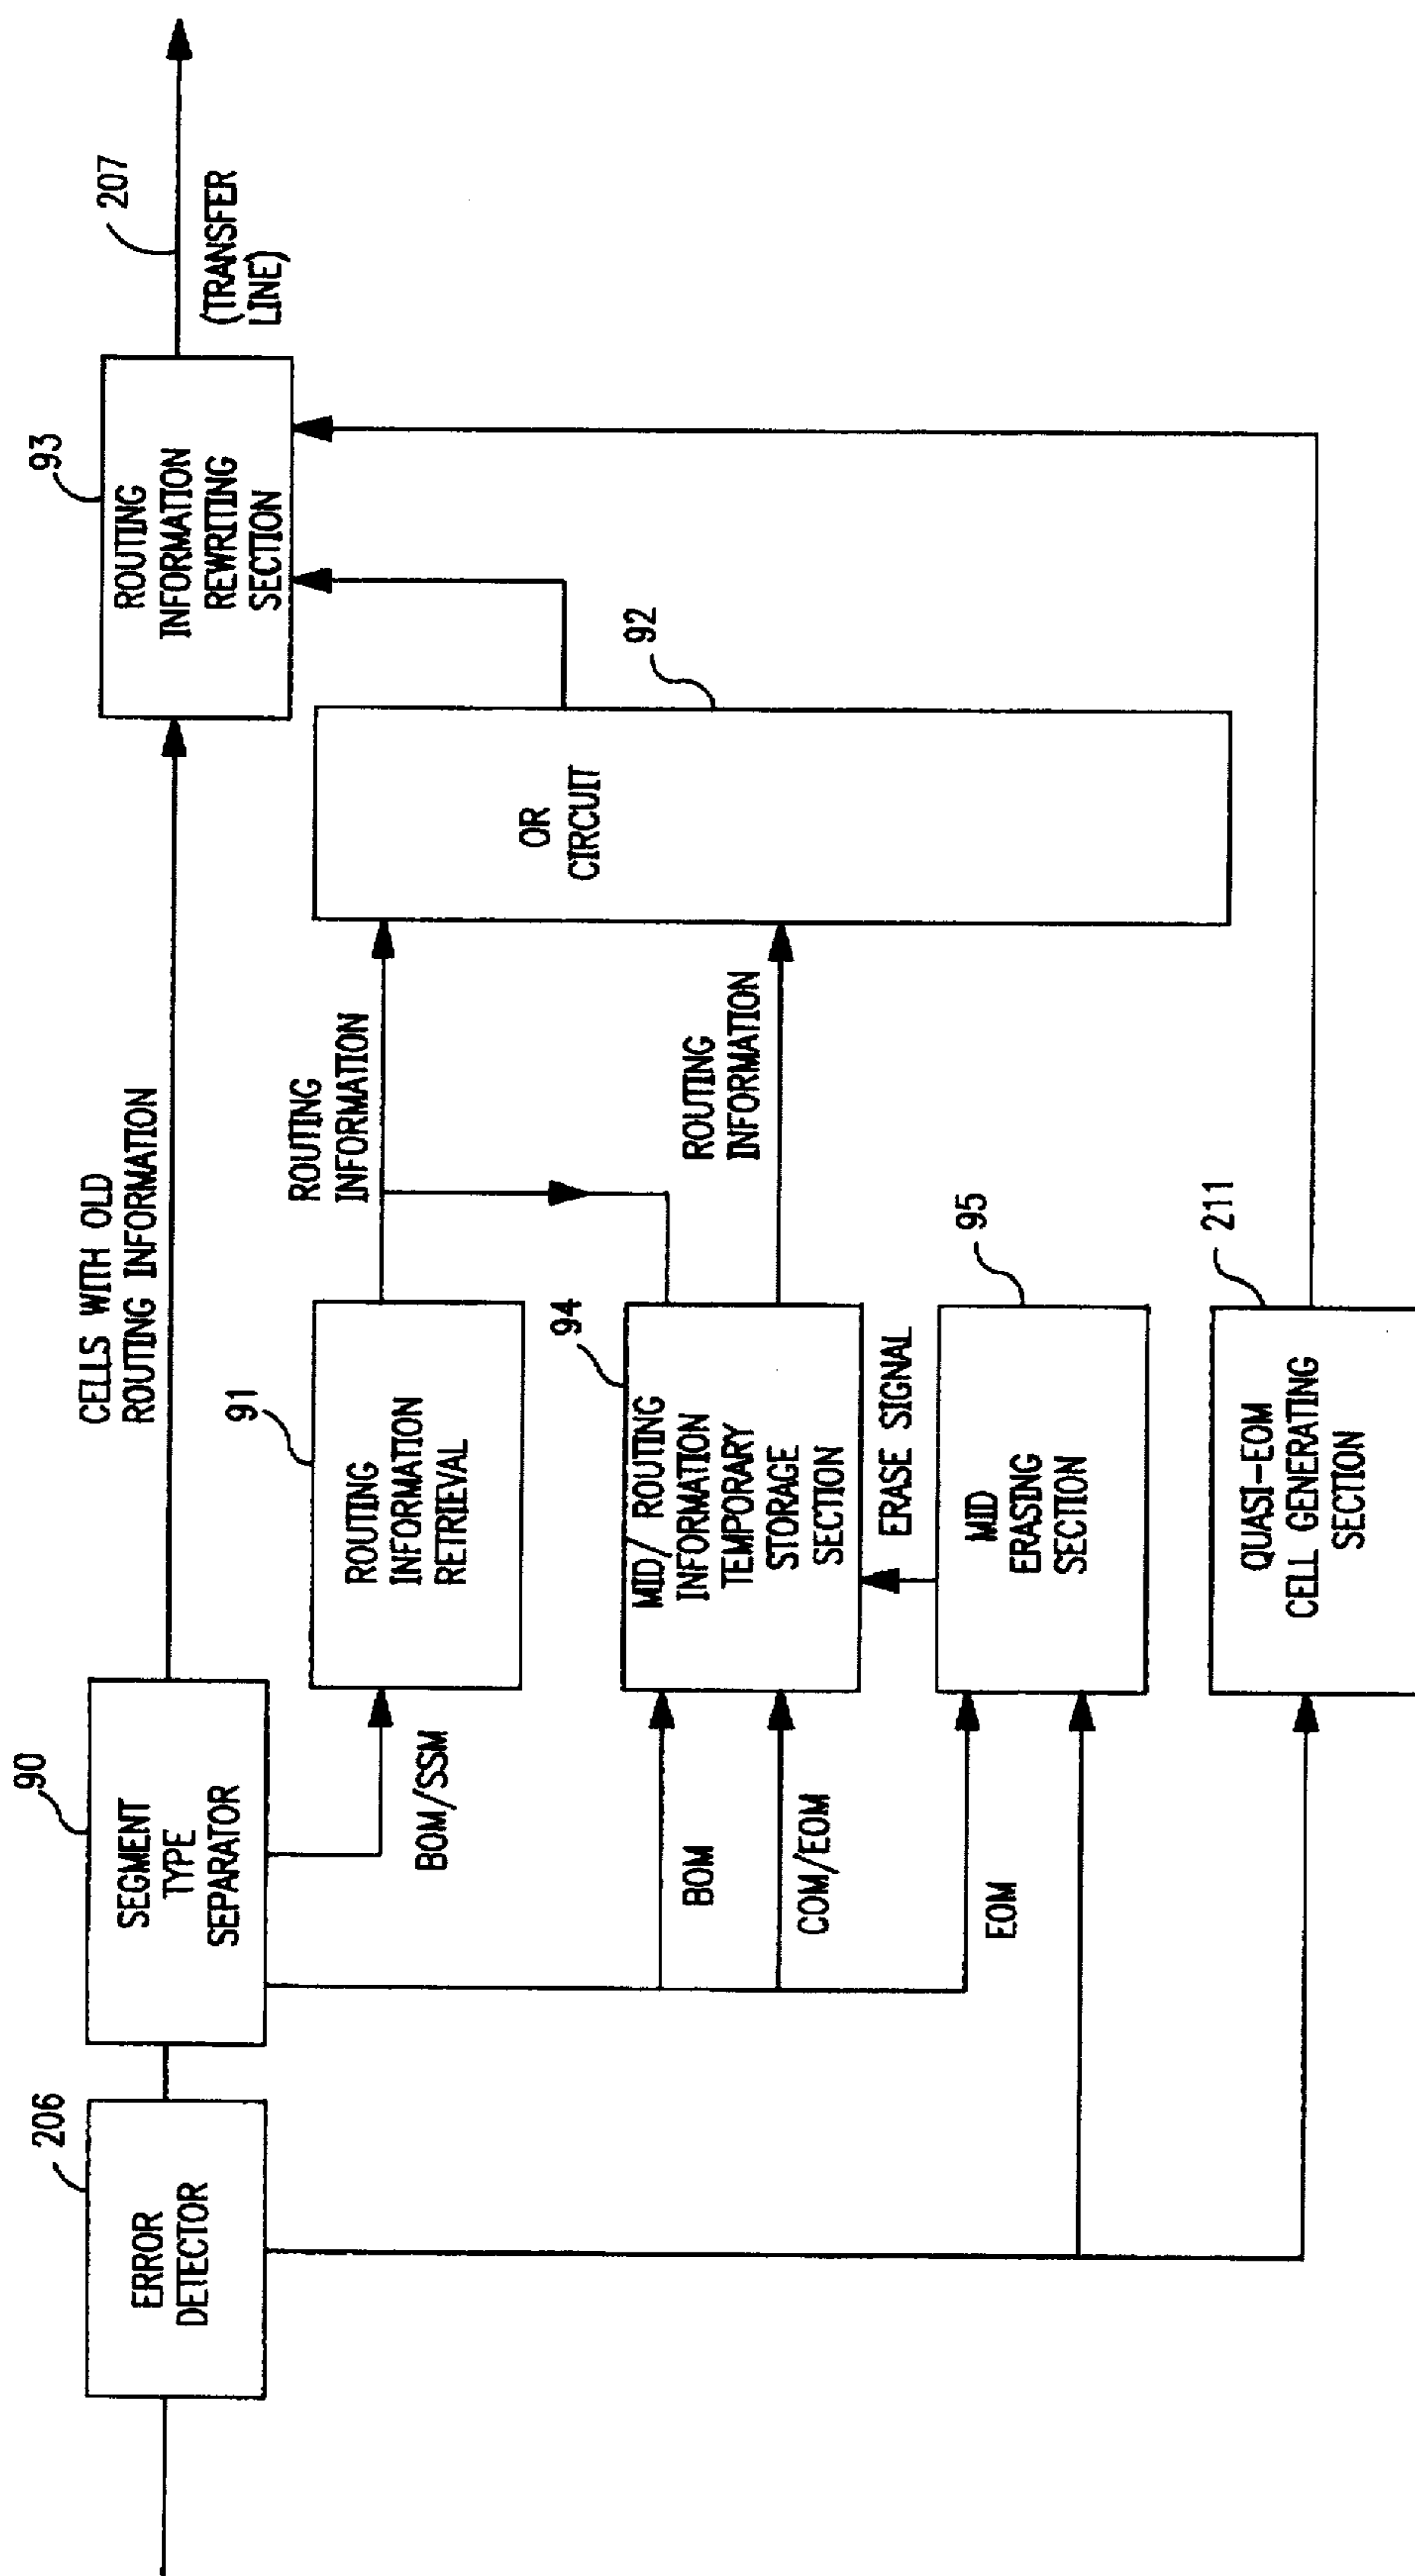 206
ERROR
DETECTOR
90
SEGMENT
TYPE
SEPARATOR
CELLS WITH OLD
ROUTING INFORMATION
93
ROUTING
INFORMATION
REWRITING
SECTION
207
(TRANSFER
LINE)
BOM/SSM
91
ROUTING
INFORMATION
RETRIEVAL
ROUTING
INFORMATION
OR
CIRCUIT
92
BOM
COM/EOM
94
MID/ ROUTING
INFORMATION
TEMPORARY
STORAGE
SECTION
ROUTING
INFORMATION
ERASE SIGNAL
EOM
95
MID
ERASING
SECTION
211
QUASI-EOM
CELL GENERATING
SECTION